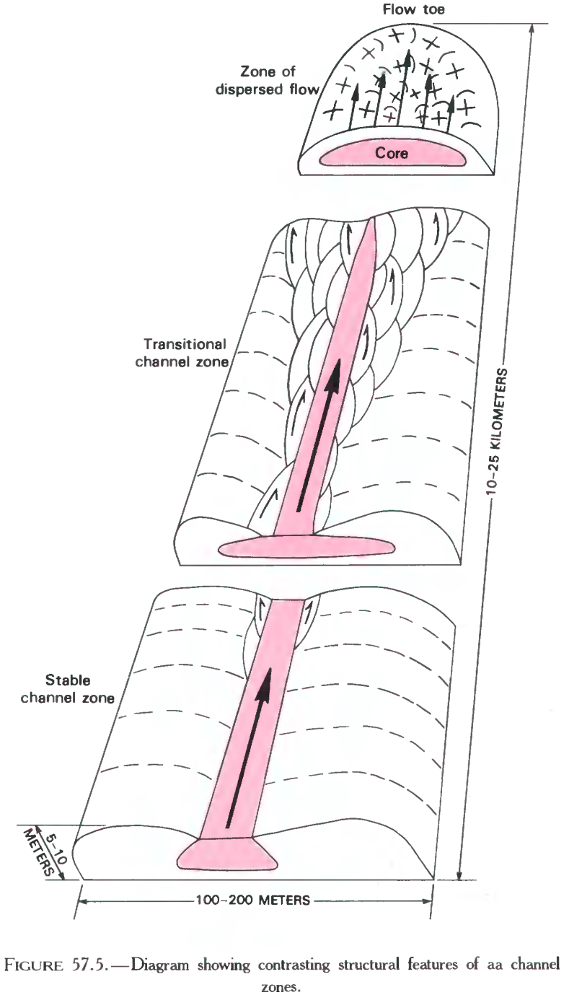 Flow toe
Zone of
dispersed flow
Core
Transitional
channel zone
10–25 KILOMETERS
Stable
channel zone
5–10
METERS
100–200 METERS
FIGURE 57.5.—Diagram showing contrasting structural features of aa channel
zones.